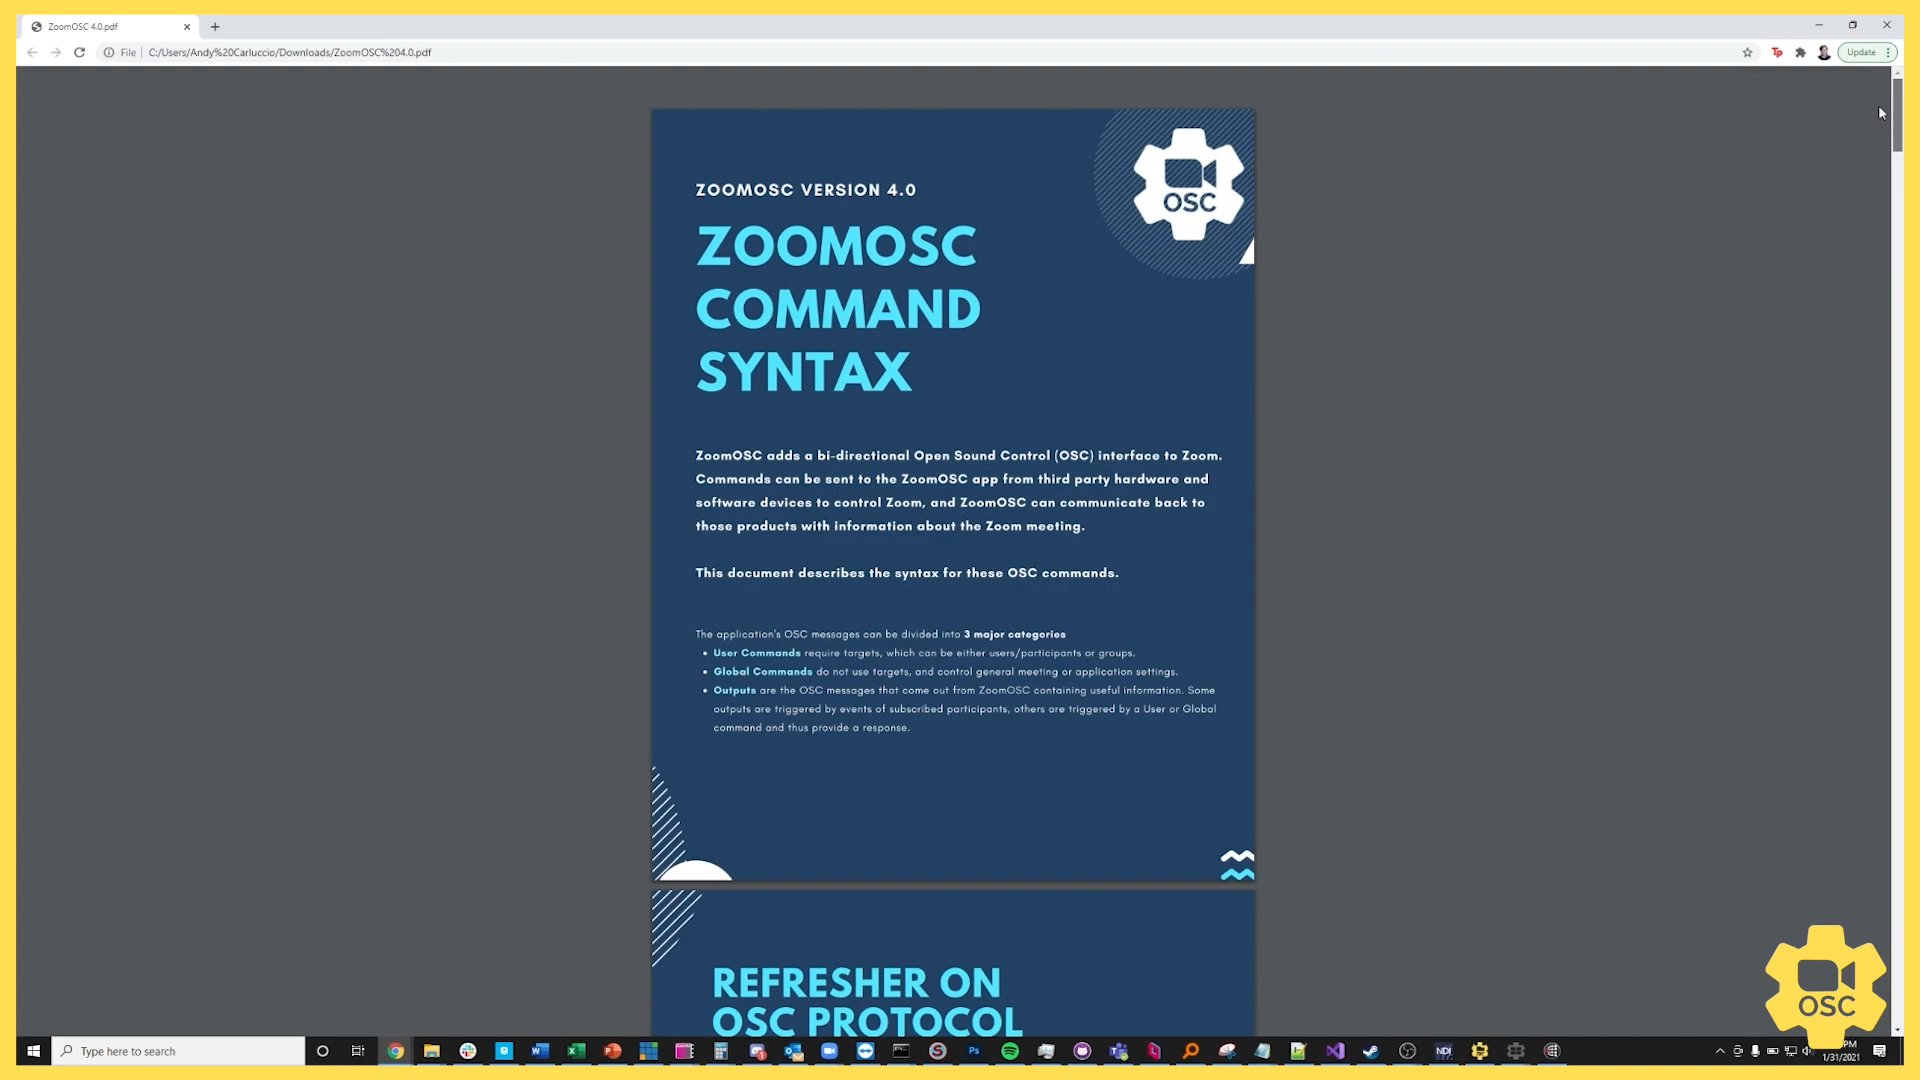 ZoomOSC 4.0.pdf
File
C:/Users/Andy%20Carluccio/Downloads/ZoomOSC%204.0.pdf
Tp
Update
ZOOMOSC VERSION 4.0
OSC
ZOOMOSC
COMMAND
SYNTAX
ZoomOSC adds a bi-directional Open Sound Control (OSC) interface to Zoom.
Commands can be sent to the ZoomOSC app from third party hardware and
software devices to control Zoom, and ZoomOSC can communicate back to
those products with information about the Zoom meeting.
This document describes the syntax for these OSC commands.
The application's OSC messages can be divided into 3 major categories
• User Commands require targets, which can be either users/participants or groups.
• Global Commands do not use targets, and control general meeting or application settings.
• Outputs are the OSC messages that come out from ZoomOSC containing useful information. Some
outputs are triggered by events of subscribed participants, others are triggered by a User or Global
command and thus provide a response.
REFRESHER ON
OSC PROTOCOL
OSC
Type here to search
Ps
NDI
PM
1/31/2021